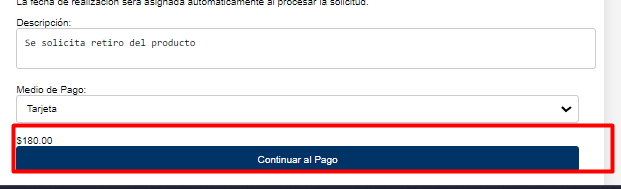 La fecha de realización será asignada automáticamente al procesar la solicitud.
Descripción:
Se solicita retiro del producto
Medio de Pago:
Tarjeta
$180.00
Continuar al Pago